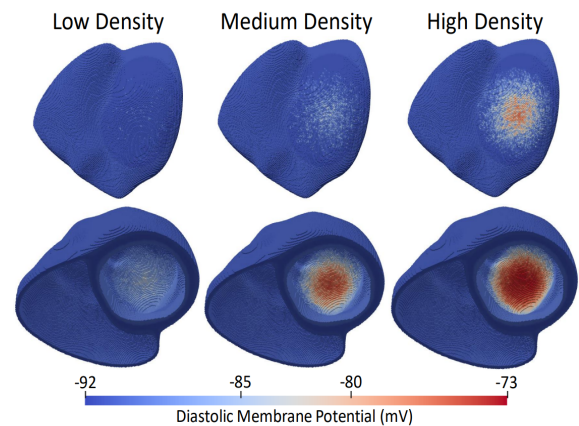 Low Density
Medium Density
High Density
-92
-85
-80
-73
Diastolic Membrane Potential (mV)